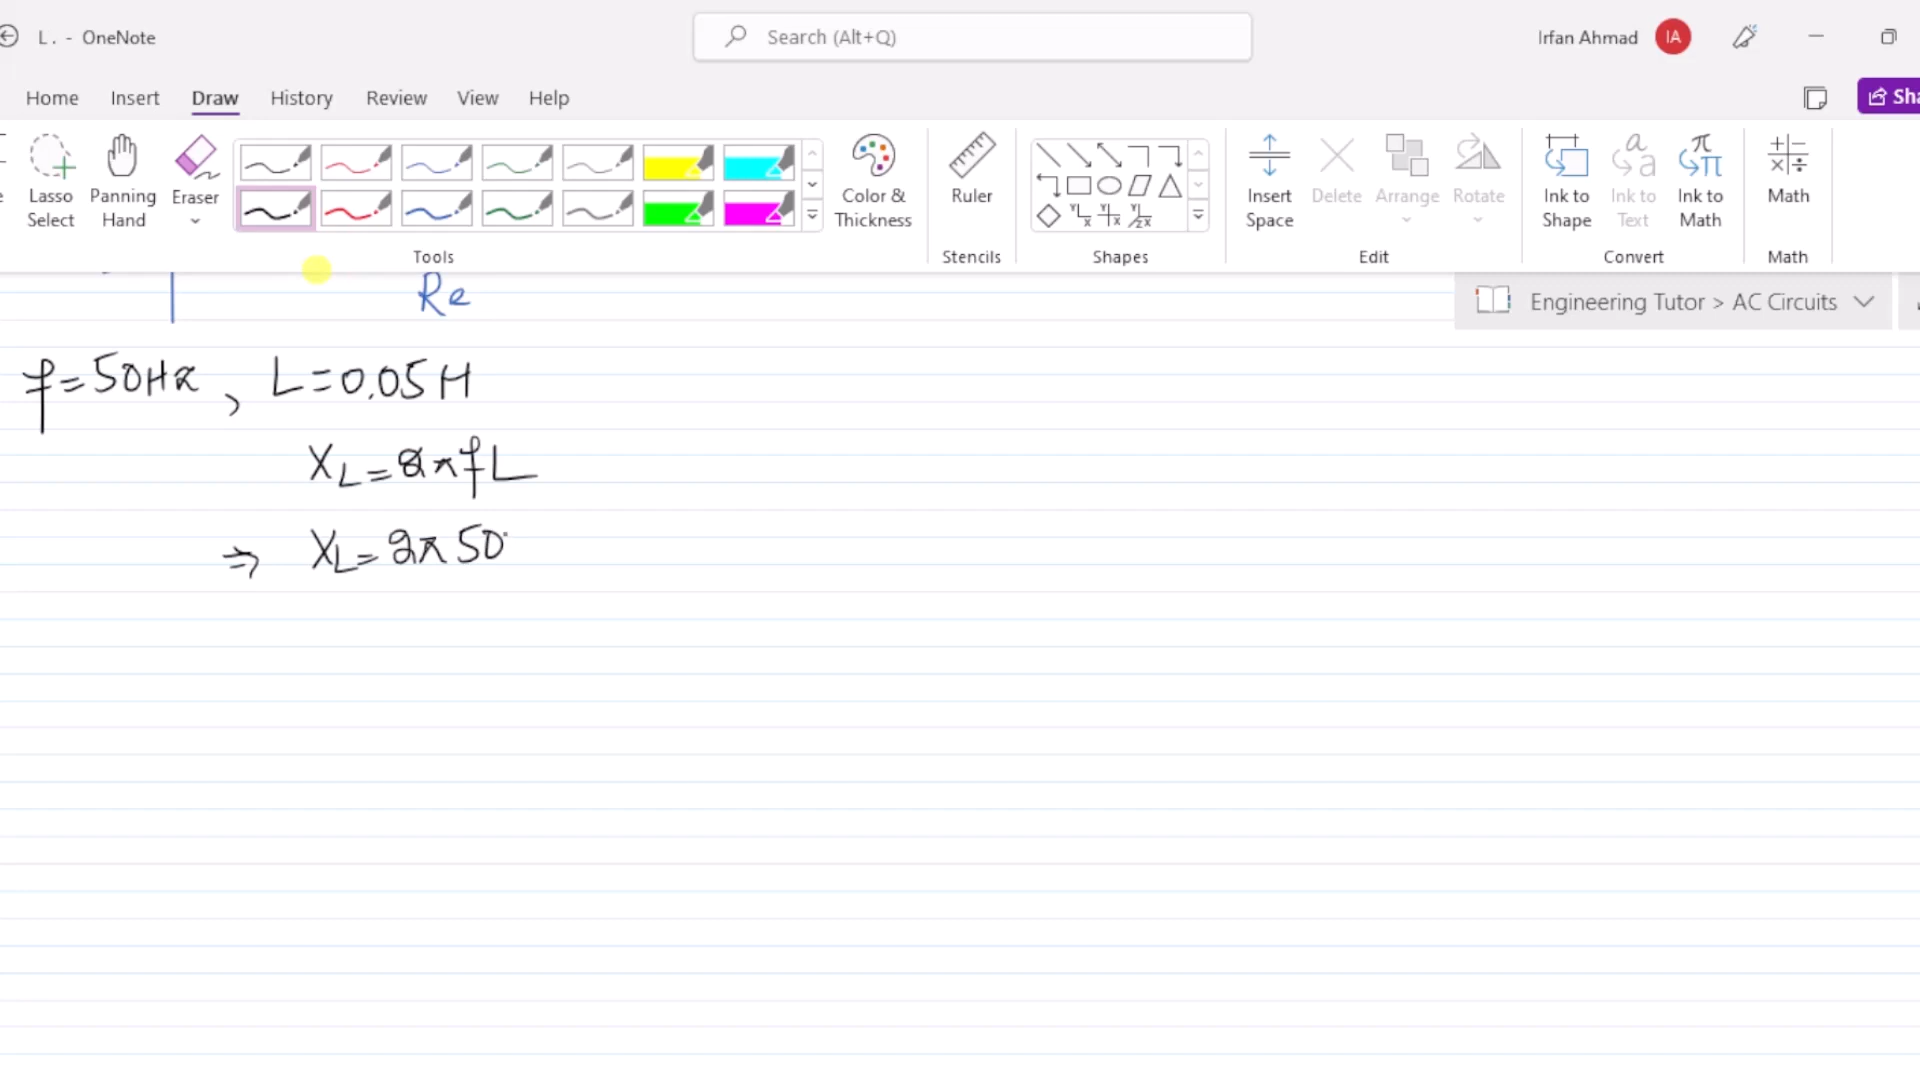 L . - OneNote
Search (Alt+Q)
Irfan Ahmad
IA
Home Insert Draw History Review View Help
Sha
Lasso Select
Panning Hand
Eraser
Color & Thickness
Ruler
Insert Space
Delete
Arrange
Rotate
Ink to Shape
Ink to Text
Ink to Math
Math
Tools Stencils Shapes Edit Convert Math
Re
Engineering Tutor > AC Circuits
f=50Hz, L=0.05H
XL=2πfL
⇒ XL=2π50